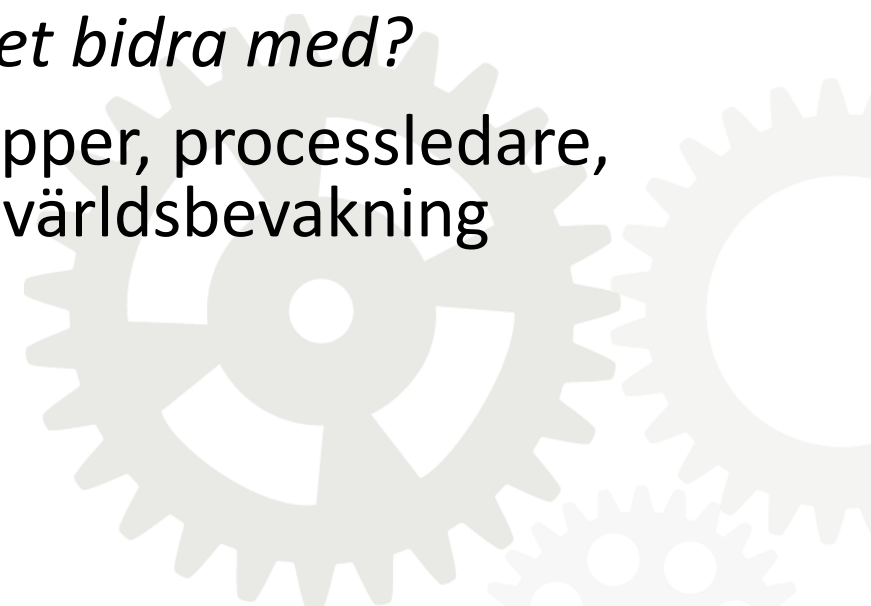 et bidra med?
pper, processledare,
världsbevakning